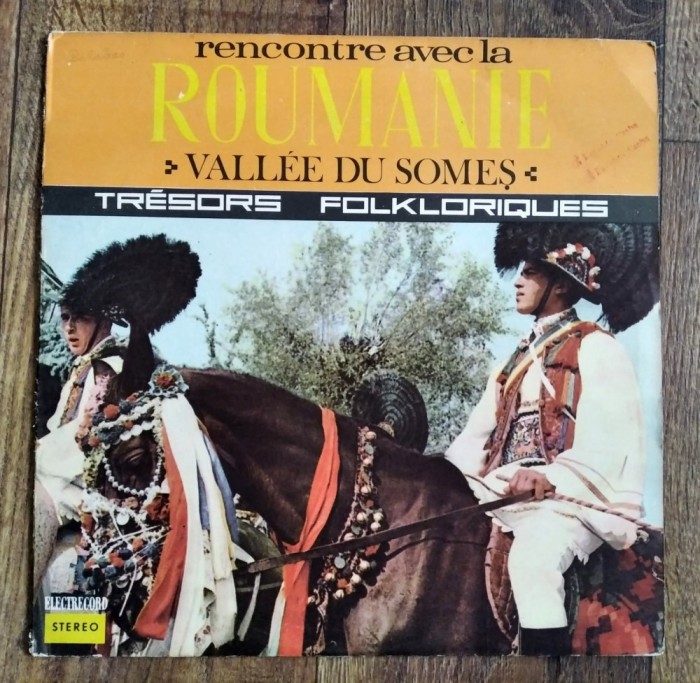 rencontre avec la
ROUMANIE
VALLÉE DU SOMEȘ
TRÉSORS FOLKLORIQUES
ELECTRECORD
STEREO